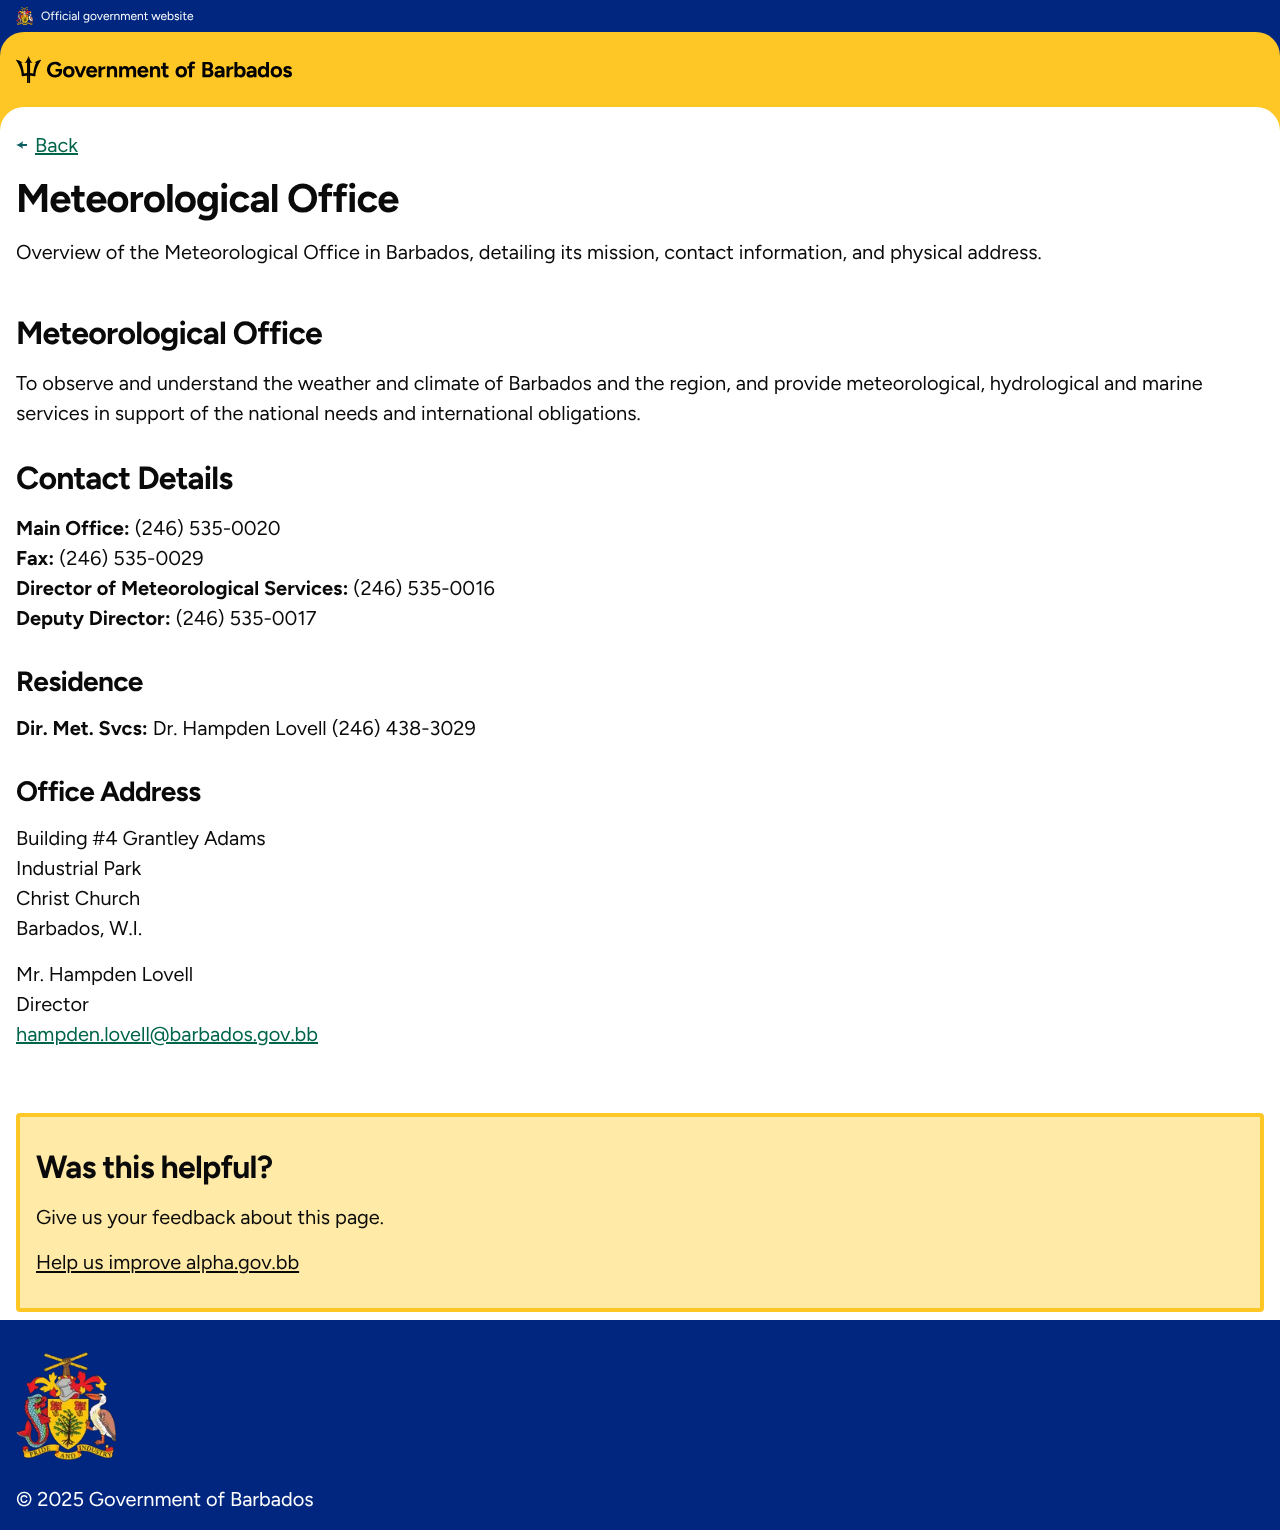 Official government website
Government of Barbados
Back
Meteorological Office
Overview of the Meteorological Office in Barbados, detailing its mission, contact information, and physical address.
Meteorological Office
To observe and understand the weather and climate of Barbados and the region, and provide meteorological, hydrological and marine
services in support of the national needs and international obligations.
Contact Details
Main Office: (246) 535-0020
Fax: (246) 535-0029
Director of Meteorological Services: (246) 535-0016
Deputy Director: (246) 535-0017
Residence
Dir. Met. Svcs: Dr. Hampden Lovell (246) 438-3029
Office Address
Building #4 Grantley Adams
Industrial Park
Christ Church
Barbados, W.I.
Mr. Hampden Lovell
Director
hampden.lovell@barbados.gov.bb
Was this helpful?
Give us your feedback about this page.
Help us improve alpha.gov.bb
PRIDE AND INDUSTRY
© 2025 Government of Barbados